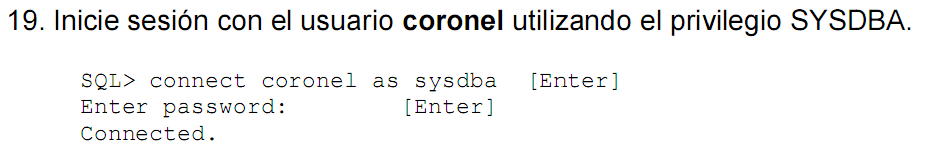 19. Inicie sesión con el usuario coronel utilizando el privilegio SYSDBA.
SQL> connect coronel as sysdba [Enter]
Enter password: [Enter]
Connected.